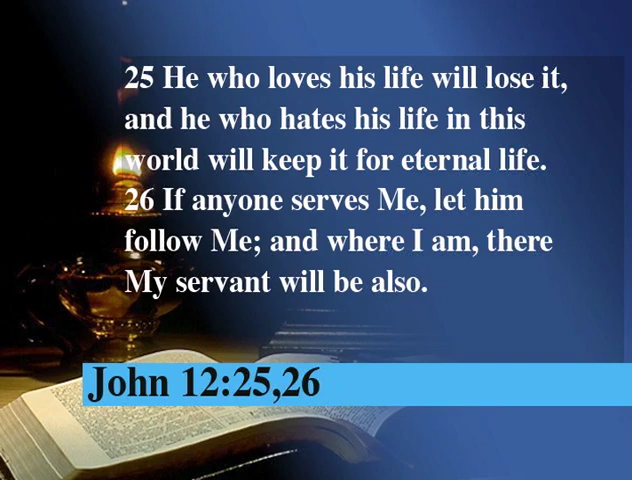 25 He who loves his life will lose it,
and he who hates his life in this
world will keep it for eternal life.
26 If anyone serves Me, let him
follow Me; and where I am, there
My servant will be also.
John 12:25,26